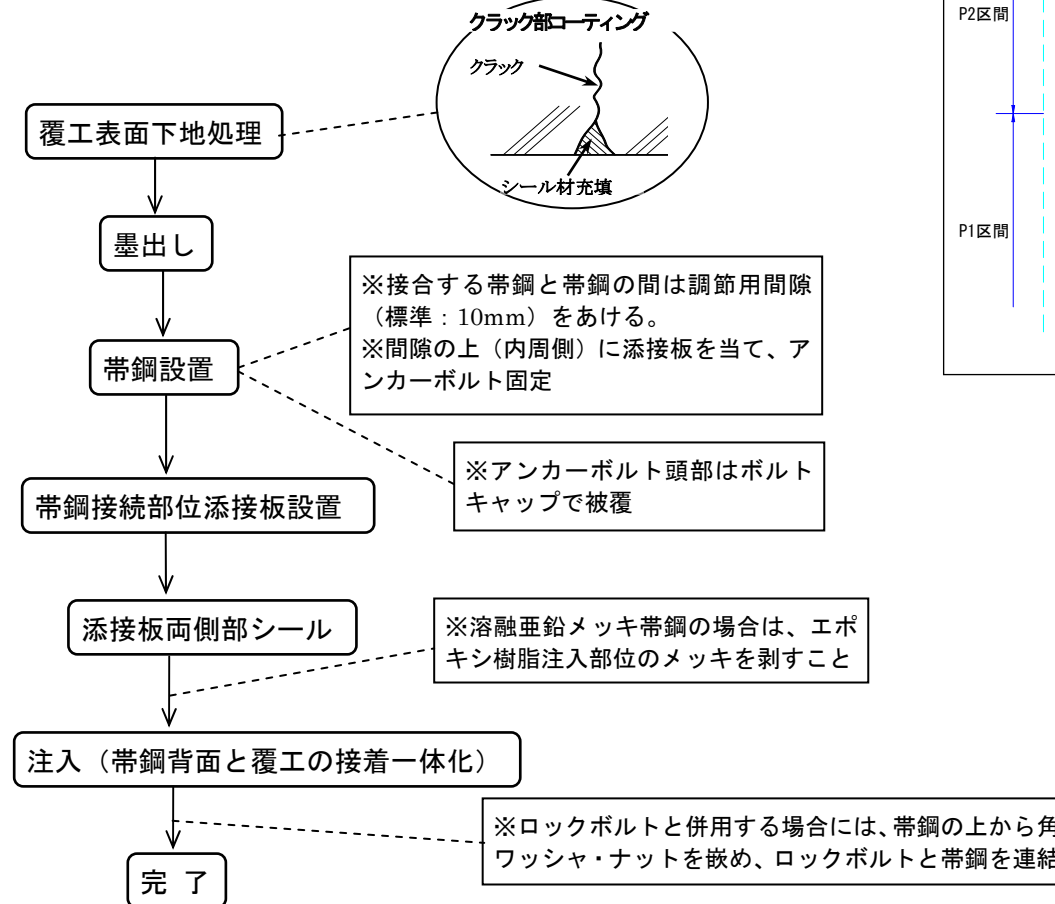 クラック部コーティング
クラック
シール材充填
覆工表面下地処理
墨出し
帯鋼設置
※接合する帯鋼と帯鋼の間は調節用間隙
（標準：10mm）をあける。
※間隙の上（内周側）に添接板を当て、ア
ンカーボルト固定
※アンカーボルト頭部はボルト
キャップで被覆
帯鋼接続部位添接板設置
添接板両側部シール
※溶融亜鉛メッキ帯鋼の場合は、エポ
キシ樹脂注入部位のメッキを剥すこと
注入（帯鋼背面と覆工の接着一体化）
※ロックボルトと併用する場合には、帯鋼の上から角
ワッシャ・ナットを嵌め、ロックボルトと帯鋼を連結
完 了
P2区間
P1区間